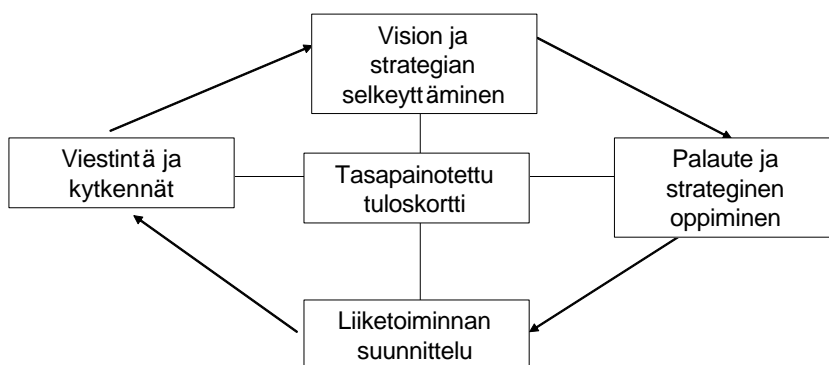 Vision ja
strategian
selkeyttäminen
Viestintä ja
kytkennät
Tasapainotettu
tuloskortti
Palaute ja
strateginen
oppiminen
Liiketoiminnan
suunnittelu